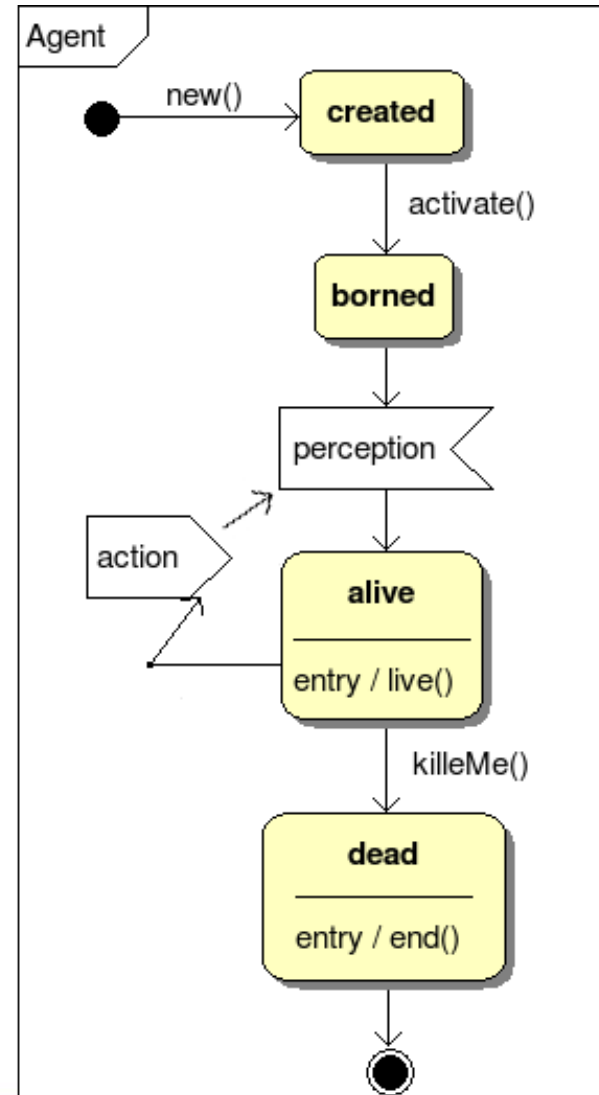 Agent
new()
created
activate()
borned
perception
action
alive
entry / live()
killeMe()
dead
entry / end()